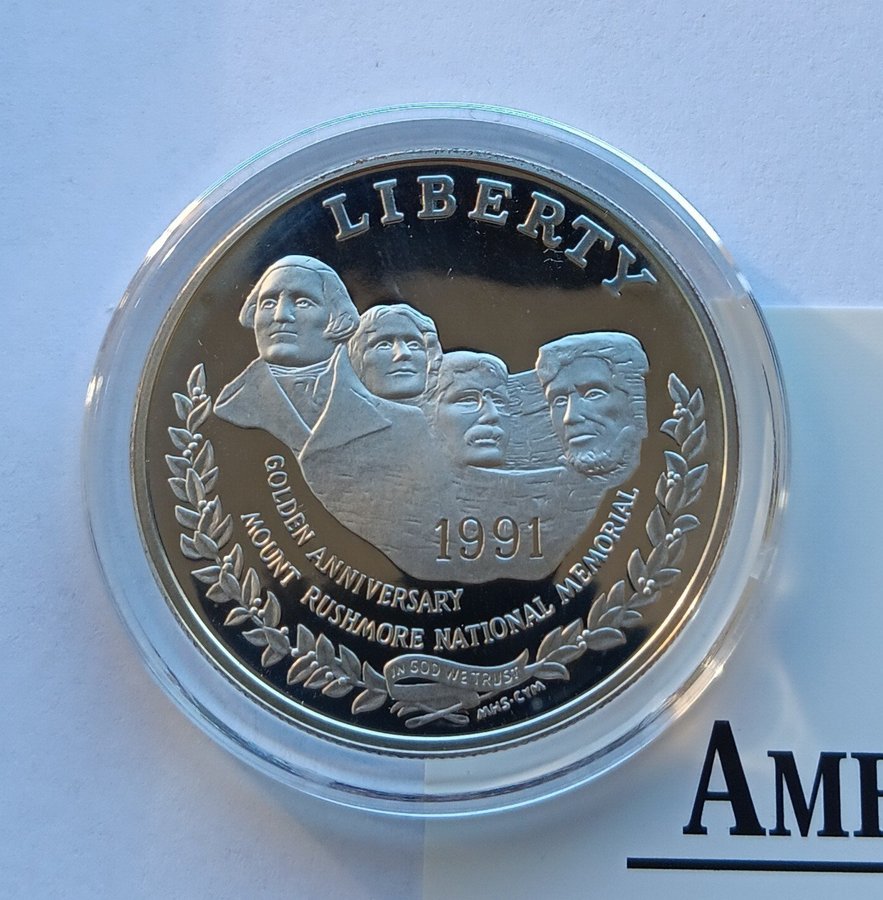 LIBERTY
1991
GOLDEN ANNIVERSARY
MOUNT RUSHMORE NATIONAL MEMORIAL
IN GOD WE TRUST
MHS·CYM
AME